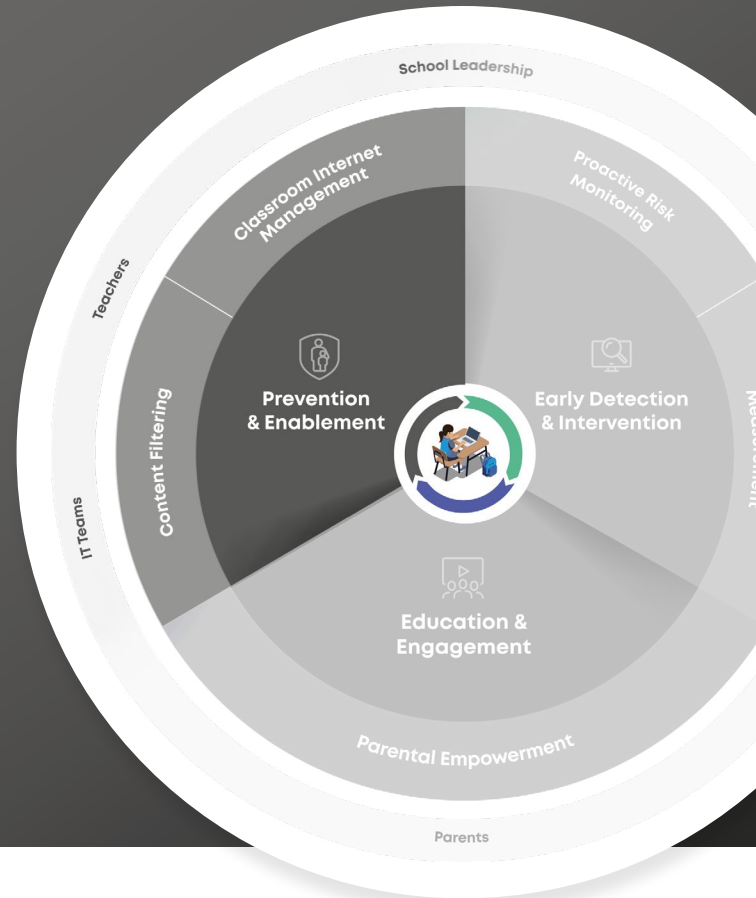 School Leadership
Classroom Internet
Management
Proactive Risk
Monitoring
Teachers
Prevention
& Enablement
Early Detection
& Intervention
Content Filtering
IT Teams
Education &
Engagement
Parental Empowerment
Parents